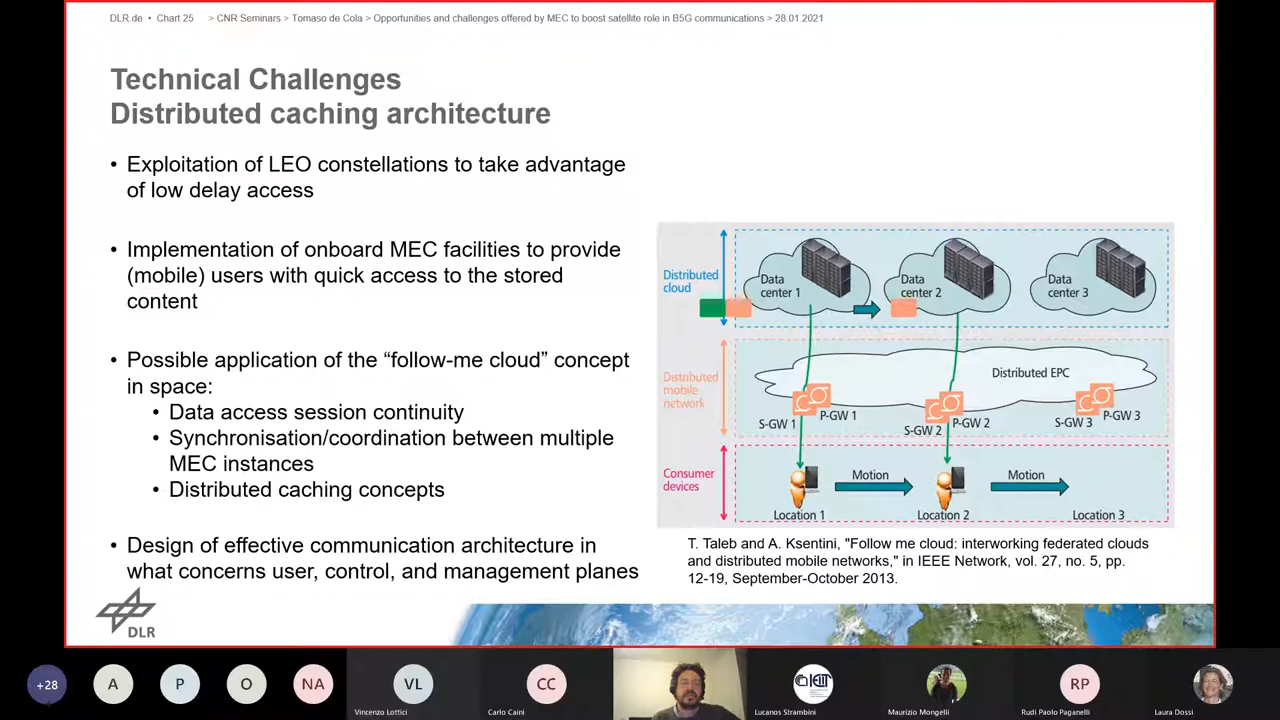 DLR.de • Chart 25 > CNR Seminars > Tomaso de Cola > Opportunities and challenges offered by MEC to boost satellite role in B5G communications > 28.01.2021
Technical Challenges
Distributed caching architecture
• Exploitation of LEO constellations to take advantage
of low delay access
• Implementation of onboard MEC facilities to provide
(mobile) users with quick access to the stored
content
• Possible application of the “follow-me cloud” concept
in space:
• Data access session continuity
• Synchronisation/coordination between multiple
MEC instances
• Distributed caching concepts
• Design of effective communication architecture in
what concerns user, control, and management planes
Distributed
cloud
Data
center 1
Data
center 2
Data
center 3
Distributed
mobile
network
Distributed EPC
S-GW 1
P-GW 1
S-GW 2
P-GW 2
S-GW 3
P-GW 3
Consumer
devices
Motion
Motion
Location 1
Location 2
Location 3
T. Taleb and A. Ksentini, "Follow me cloud: interworking federated clouds
and distributed mobile networks," in IEEE Network, vol. 27, no. 5, pp.
12-19, September-October 2013.
DLR
+28
A
P
O
NA
VL
Vincenzo Lottici
CC
Carlo Caini
IEIIT
Lucanos Strambini
Maurizio Mongelli
RP
Rudi Paolo Paganelli
Laura Dossi